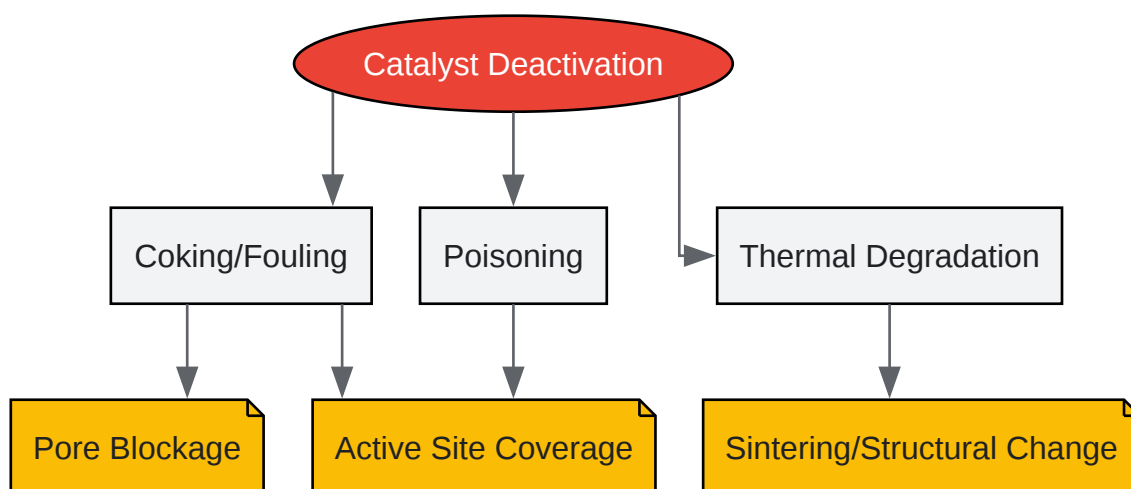 Catalyst Deactivation
Coking/Fouling
Poisoning
Thermal Degradation
Pore Blockage
Active Site Coverage
Sintering/Structural Change